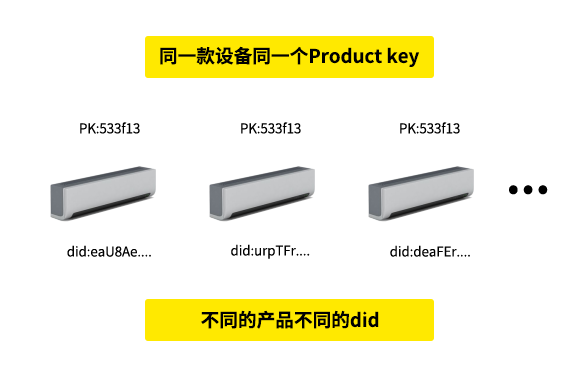 同一款设备同一个Product key
PK:533f13 PK:533f13 PK:533f13
did:eaU8Ae.... did:urpTFr.... did:deaFEr....
不同的产品不同的did